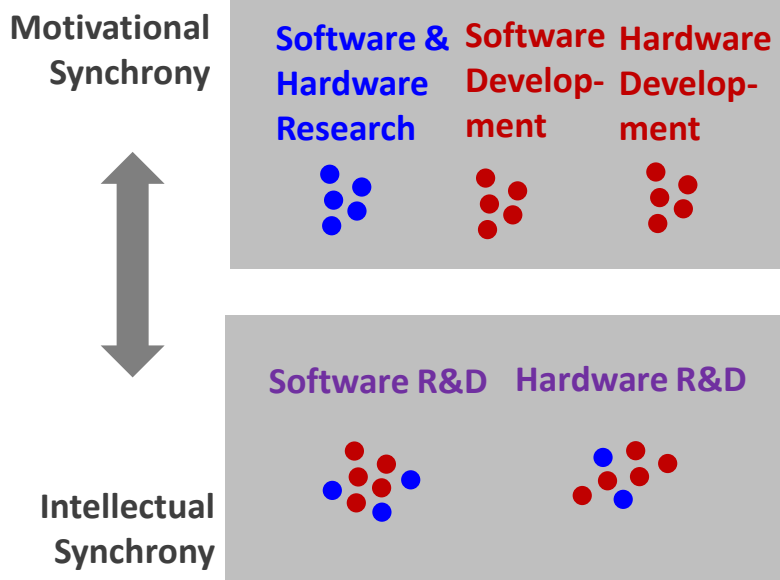 Motivational
Synchrony
Software &
Hardware
Research
Software
Develop-
ment
Hardware
Develop-
ment
Software R&D
Hardware R&D
Intellectual
Synchrony